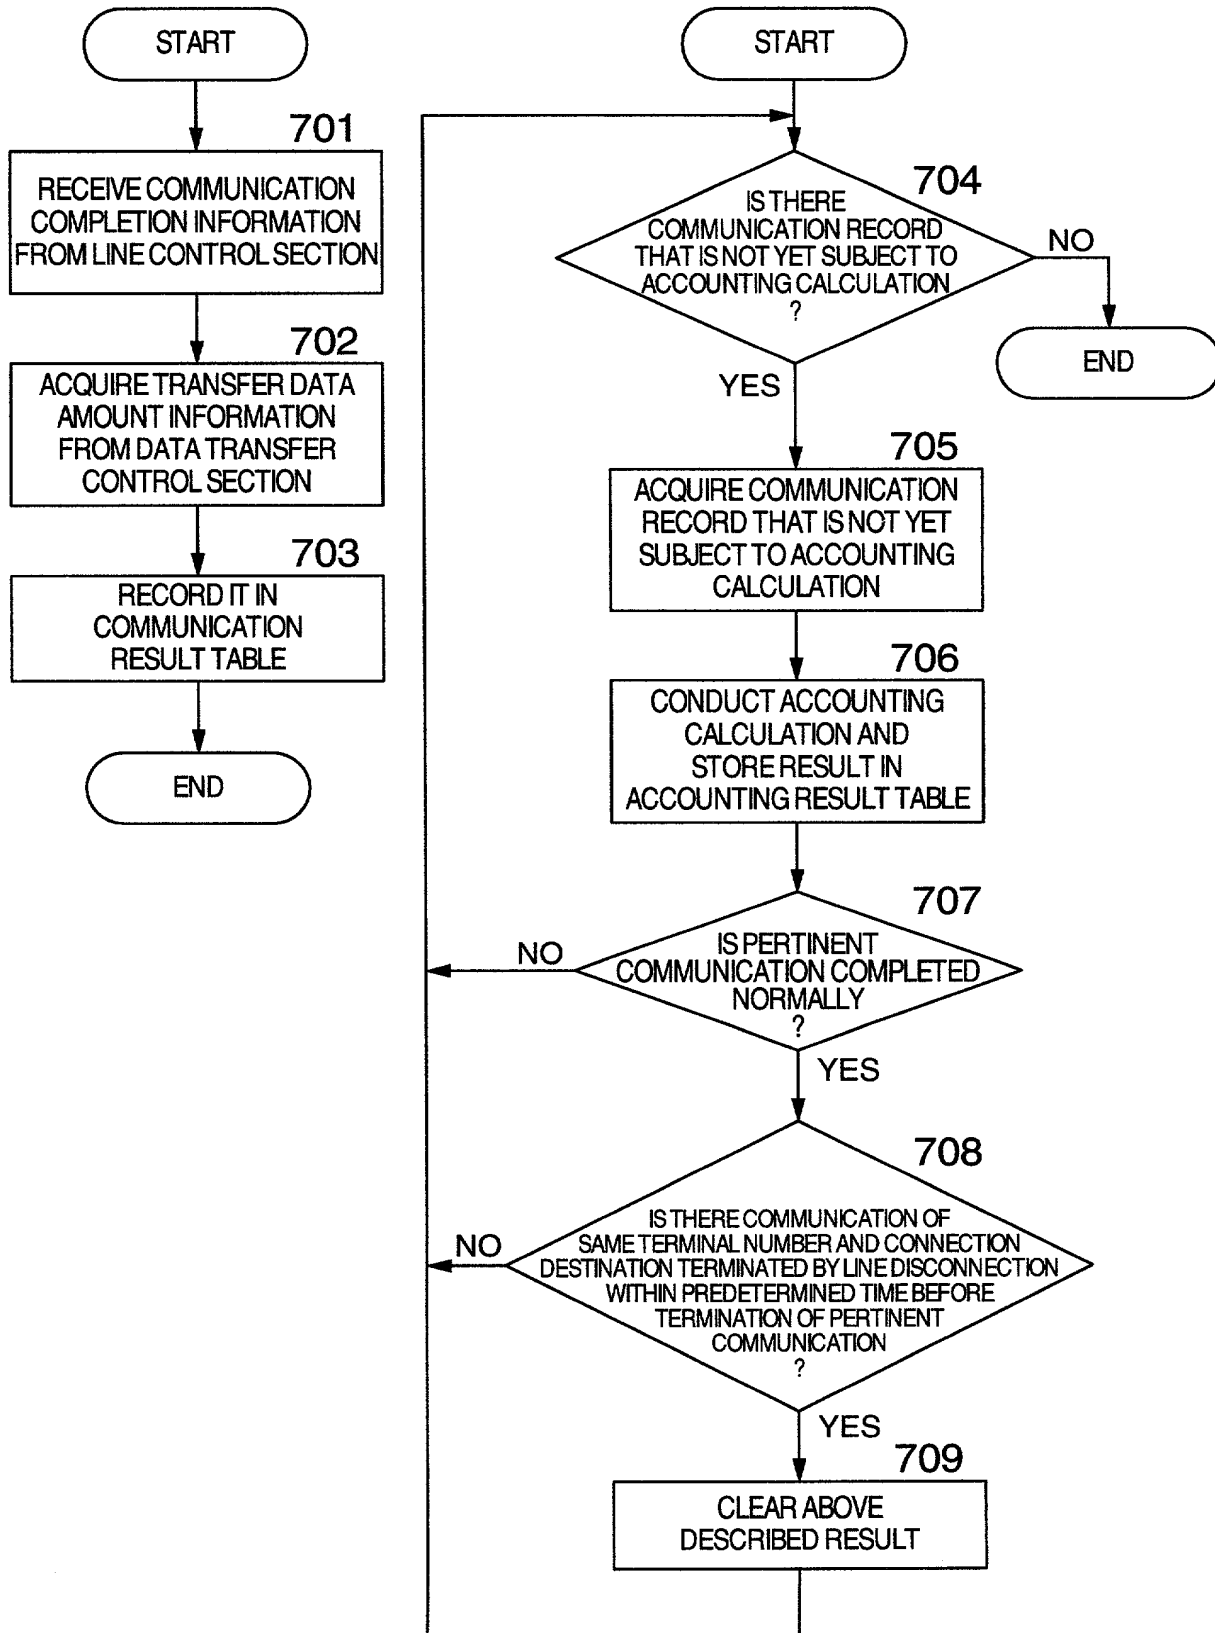 START
701
RECEIVE COMMUNICATION
COMPLETION INFORMATION
FROM LINE CONTROL SECTION
702
ACQUIRE TRANSFER DATA
AMOUNT INFORMATION
FROM DATA TRANSFER
CONTROL SECTION
703
RECORD IT IN
COMMUNICATION
RESULT TABLE
END
START
704
IS THERE
COMMUNICATION RECORD
THAT IS NOT YET SUBJECT TO
ACCOUNTING CALCULATION
?
NO
END
YES
705
ACQUIRE COMMUNICATION
RECORD THAT IS NOT YET
SUBJECT TO ACCOUNTING
CALCULATION
706
CONDUCT ACCOUNTING
CALCULATION AND
STORE RESULT IN
ACCOUNTING RESULT TABLE
707
IS PERTINENT
COMMUNICATION COMPLETED
NORMALLY
?
NO
YES
708
IS THERE COMMUNICATION OF
SAME TERMINAL NUMBER AND CONNECTION
DESTINATION TERMINATED BY LINE DISCONNECTION
WITHIN PREDETERMINED TIME BEFORE
TERMINATION OF PERTINENT
COMMUNICATION
?
NO
YES
709
CLEAR ABOVE
DESCRIBED RESULT